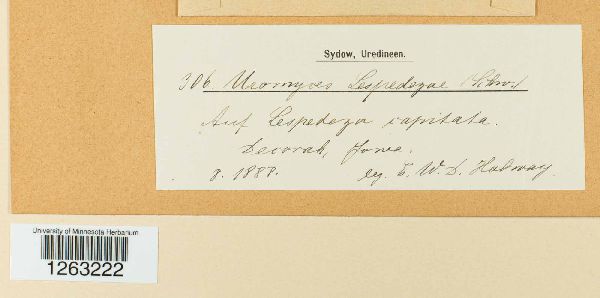 Sydow, Uredineen.
306 Uromyces Lespedezae (Schw.)
Auf Lespedeza capitata.
Decorah, Iowa.
8. 1888. leg. E. W. D. Holway.
University of Minnesota Herbarium
1263222